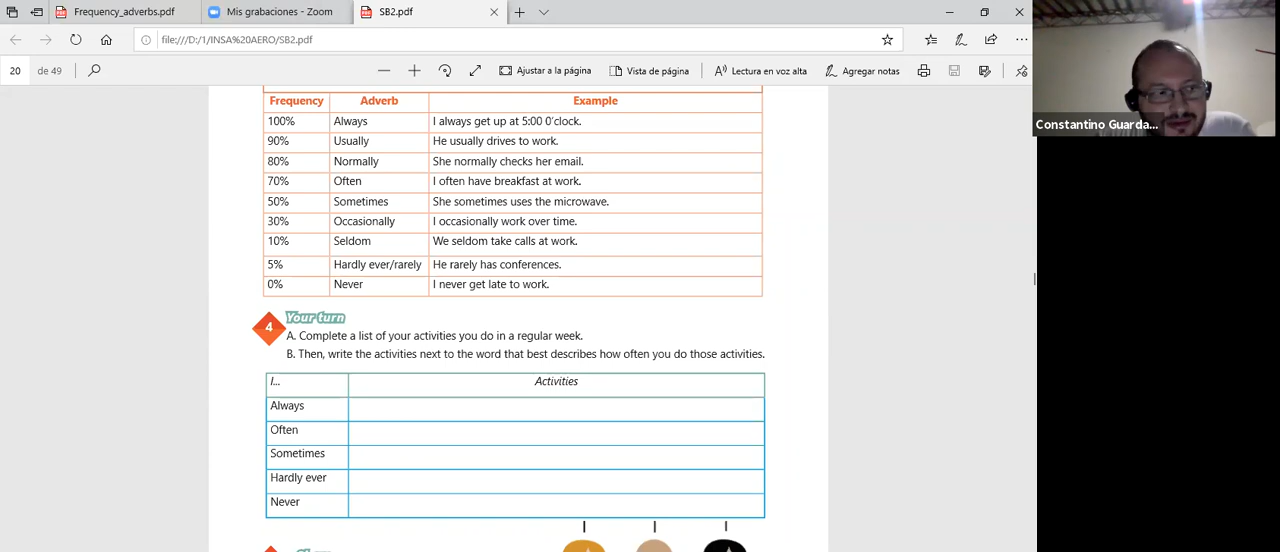 Frequency_adverbs.pdf
Mis grabaciones - Zoom
SB2.pdf
file:///D:/1/INSA%20AERO/SB2.pdf
20 de 49
Ajustar a la página
Vista de página
Lectura en voz alta
Agregar notas
Constantino Guarda...
Frequency Adverb Example
100% Always I always get up at 5:00 0'clock.
90% Usually He usually drives to work.
80% Normally She normally checks her email.
70% Often I often have breakfast at work.
50% Sometimes She sometimes uses the microwave.
30% Occasionally I occasionally work over time.
10% Seldom We seldom take calls at work.
5% Hardly ever/rarely He rarely has conferences.
0% Never I never get late to work.
4 Your turn
A. Complete a list of your activities you do in a regular week.
B. Then, write the activities next to the word that best describes how often you do those activities.
I... Activities
Always
Often
Sometimes
Hardly ever
Never